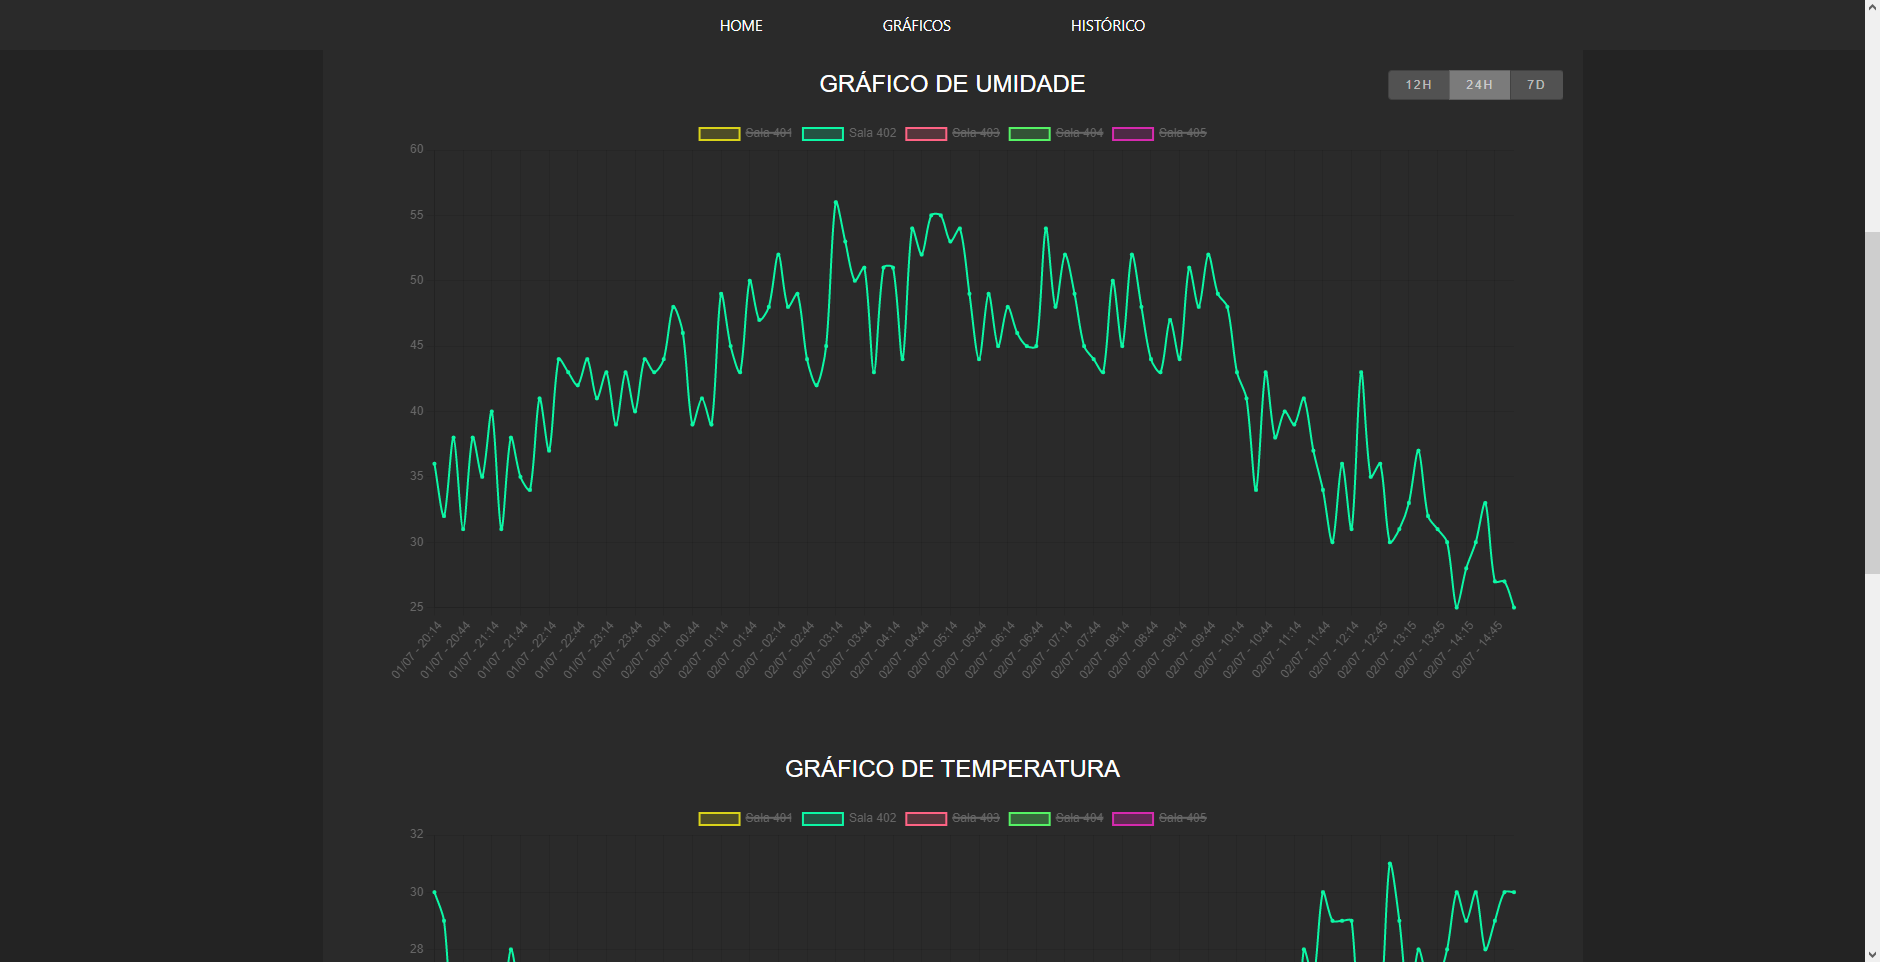 HOME GRÁFICOS HISTÓRICO
GRÁFICO DE UMIDADE
12H 24H 7D
Sala 401 Sala 402 Sala 403 Sala 404 Sala 405
60
55
50
45
40
35
30
25
01/07 - 20:14
01/07 - 20:44
01/07 - 21:14
01/07 - 21:44
01/07 - 22:14
01/07 - 22:44
01/07 - 23:14
01/07 - 23:44
02/07 - 00:14
02/07 - 00:44
02/07 - 01:14
02/07 - 01:44
02/07 - 02:14
02/07 - 02:44
02/07 - 03:14
02/07 - 03:44
02/07 - 04:14
02/07 - 04:44
02/07 - 05:14
02/07 - 05:44
02/07 - 06:14
02/07 - 06:44
02/07 - 07:14
02/07 - 07:44
02/07 - 08:14
02/07 - 08:44
02/07 - 09:14
02/07 - 09:44
02/07 - 10:14
02/07 - 10:44
02/07 - 11:14
02/07 - 11:44
02/07 - 12:14
02/07 - 12:45
02/07 - 13:15
02/07 - 13:45
02/07 - 14:15
02/07 - 14:45
GRÁFICO DE TEMPERATURA
Sala 401 Sala 402 Sala 403 Sala 404 Sala 405
32
30
28